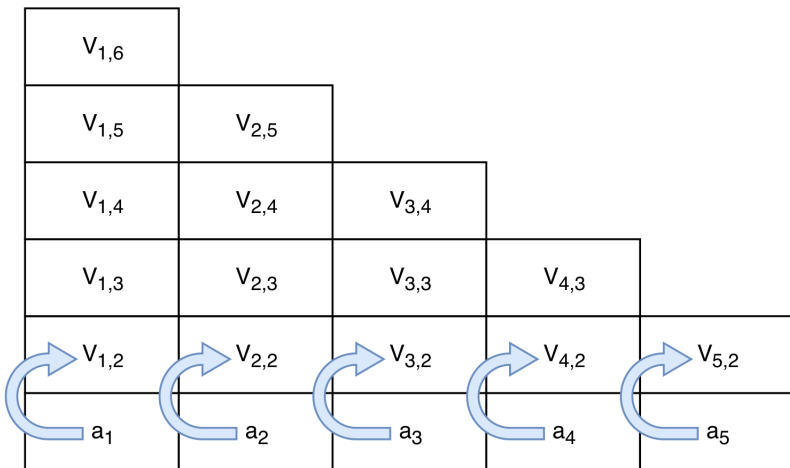 V1,6
V1,5 V2,5
V1,4 V2,4 V3,4
V1,3 V2,3 V3,3 V4,3
V1,2 V2,2 V3,2 V4,2 V5,2
a1 a2 a3 a4 a5